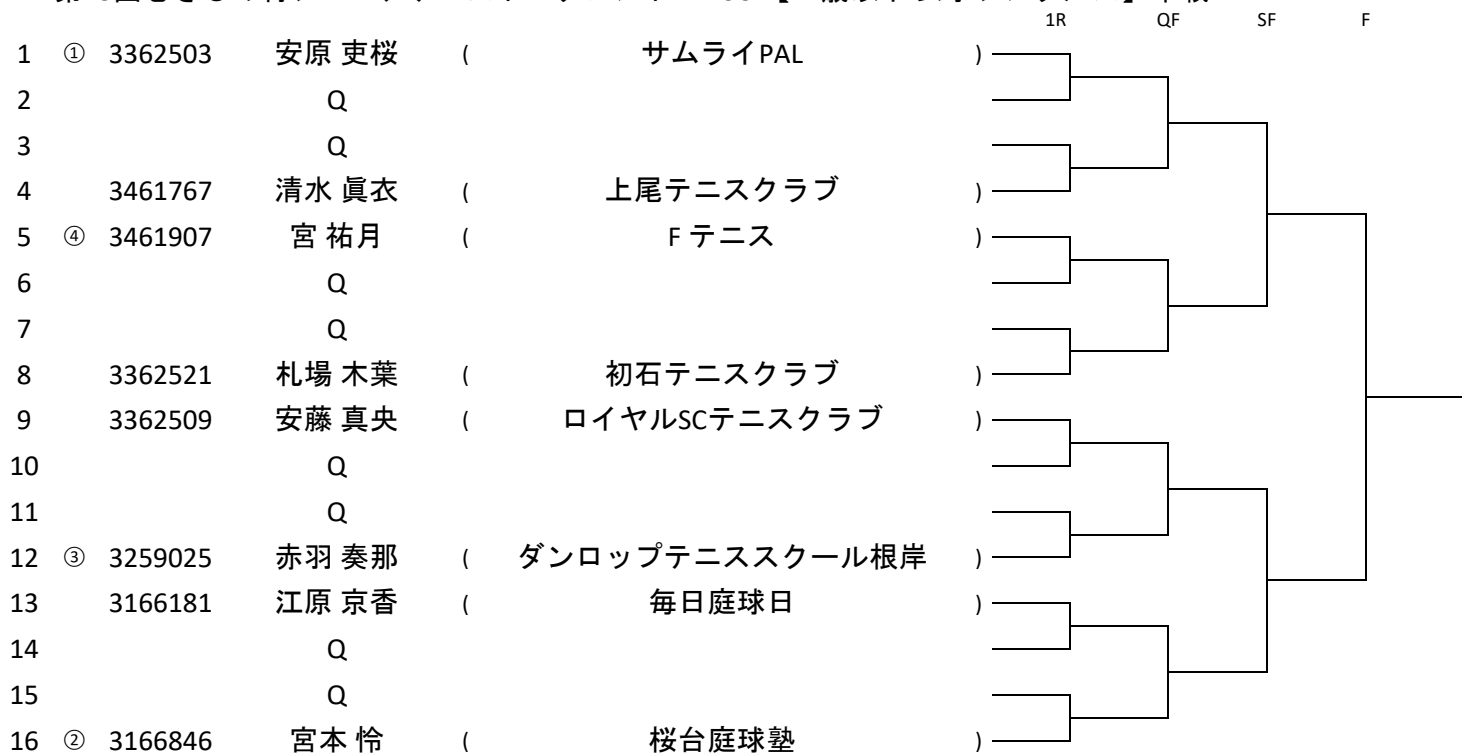 1R QF SF F
1 ① 3362503 安原 吏桜 ( サムライPAL )
2 Q
3 Q
4 3461767 清水 眞衣 ( 上尾テニスクラブ )
5 ④ 3461907 宮 祐月 ( F テニス )
6 Q
7 Q
8 3362521 札場 木葉 ( 初石テニスクラブ )
9 3362509 安藤 真央 ( ロイヤルSCテニスクラブ )
10 Q
11 Q
12 ③ 3259025 赤羽 奏那 ( ダンロップテニススクール根岸 )
13 3166181 江原 京香 ( 毎日庭球日 )
14 Q
15 Q
16 ② 3166846 宮本 怜 ( 桜台庭球塾 )